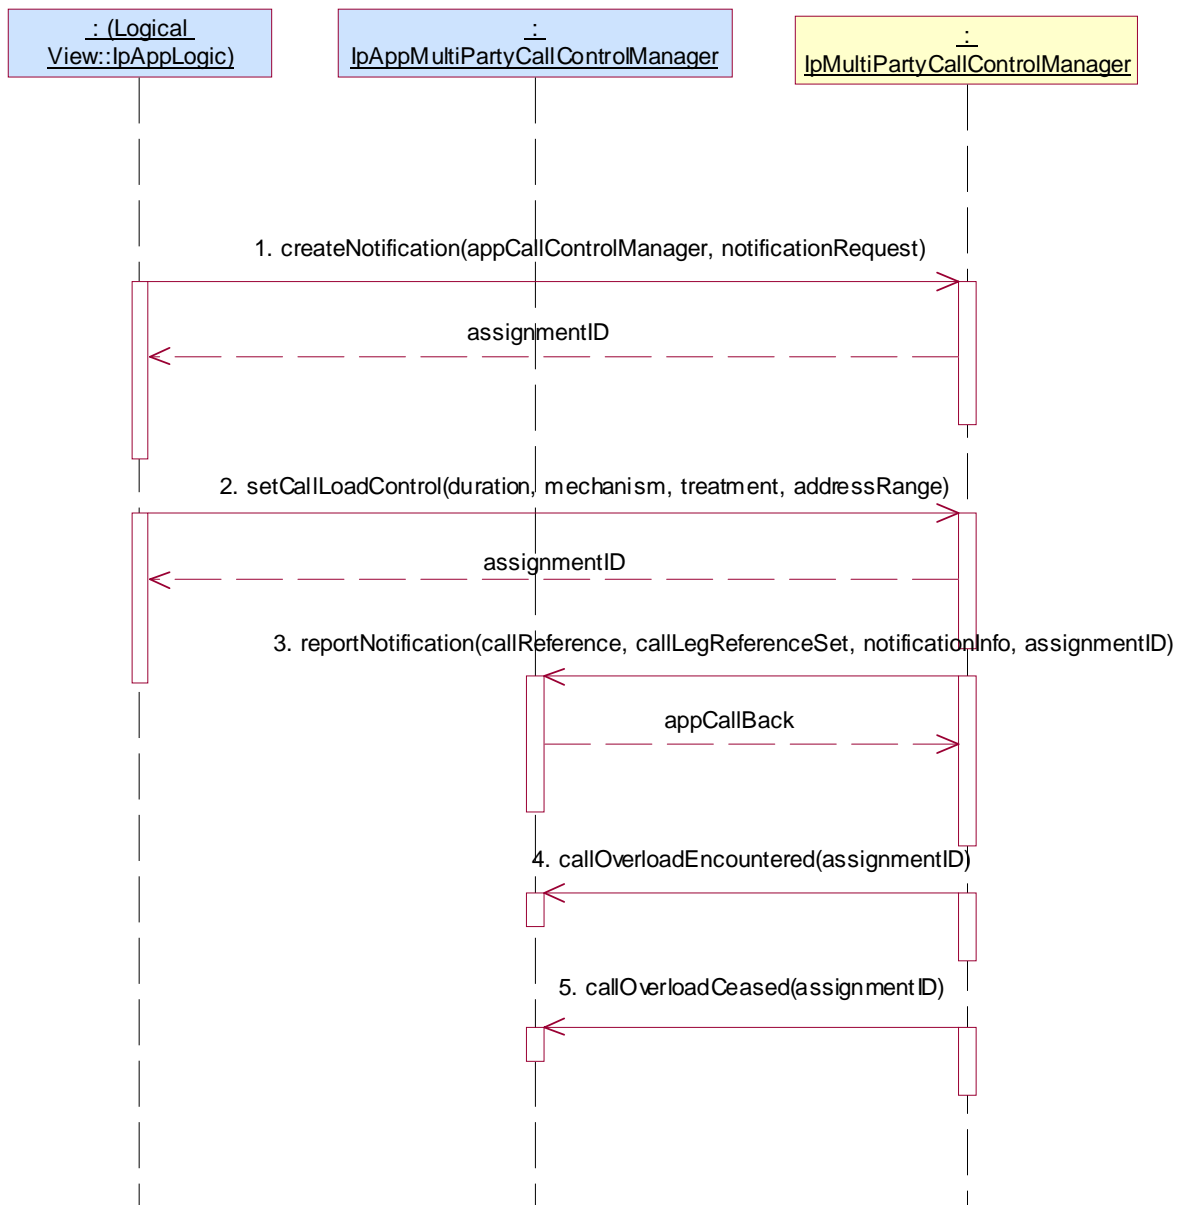 : (Logical
View::IpAppLogic)
:
IpAppMultiPartyCallControlManager
:
IpMultiPartyCallControlManager
1. createNotification(appCallControlManager, notificationRequest)
assignmentID
2. setCallLoadControl(duration, mechanism, treatment, addressRange)
assignmentID
3. reportNotification(callReference, callLegReferenceSet, notificationInfo, assignmentID)
appCallBack
4. callOverloadEncountered(assignmentID)
5. callOverloadCeased(assignmentID)